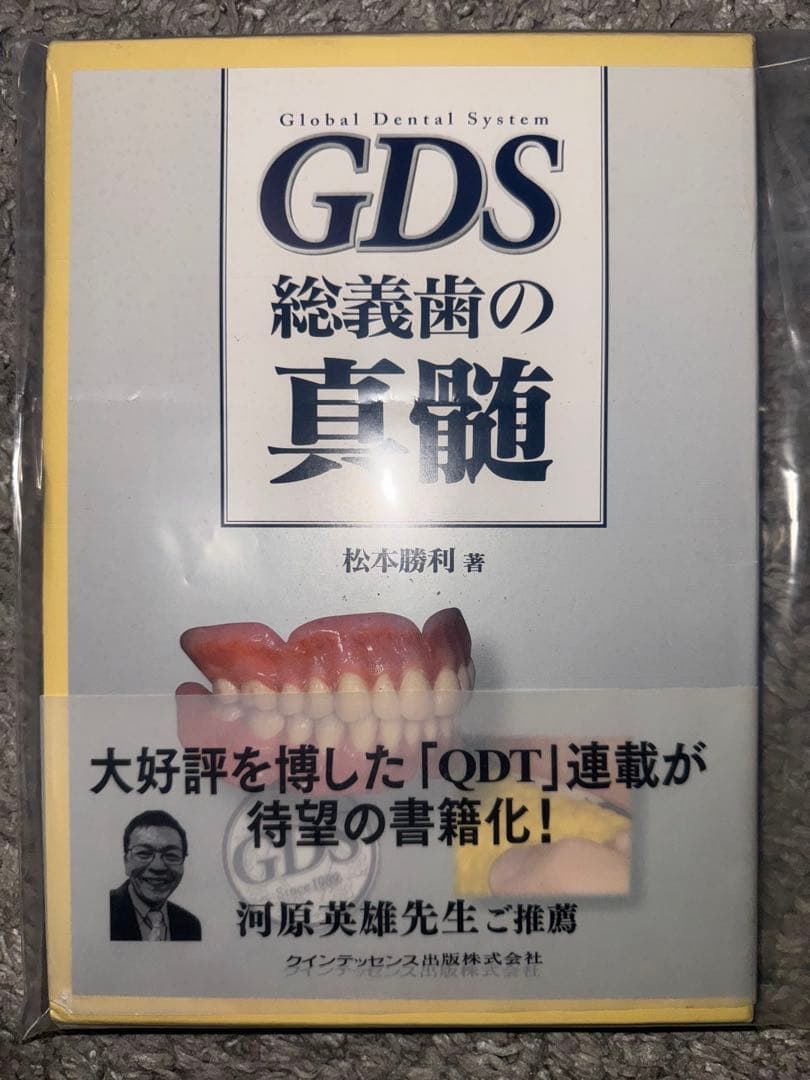 Global Dental System
GDS
総義歯の
真髄
松本勝利 著
大好評を博した「QDT」連載が
待望の書籍化!
GDS
河原英雄先生ご推薦
クインテッセンス出版株式会社